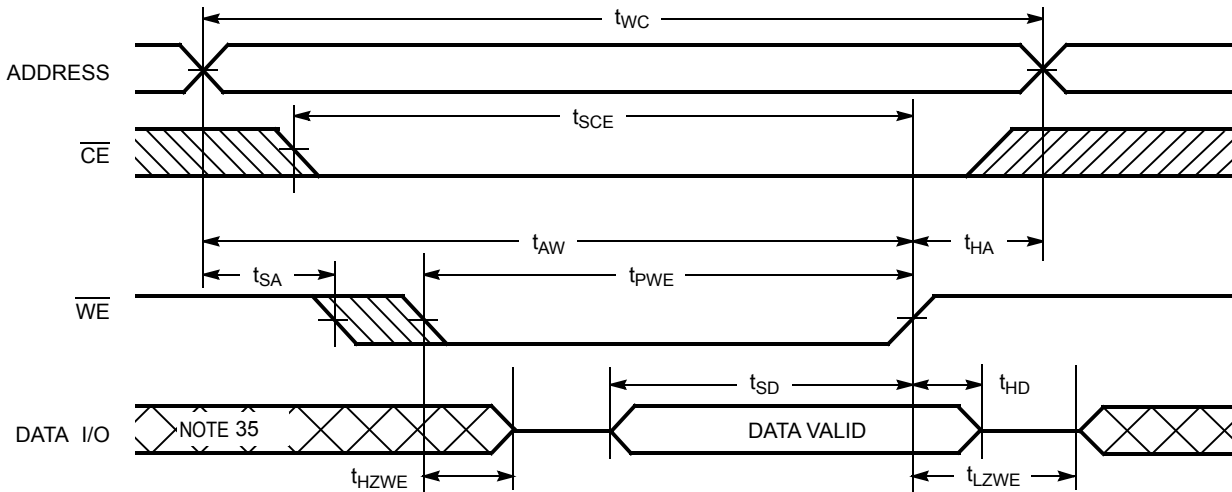 tWC
ADDRESS
tSCE
CE
tAW
tHA
tSA
tPWE
WE
tSD
tHD
DATA I/O
NOTE 35
DATA VALID
tHZWE
tLZWE